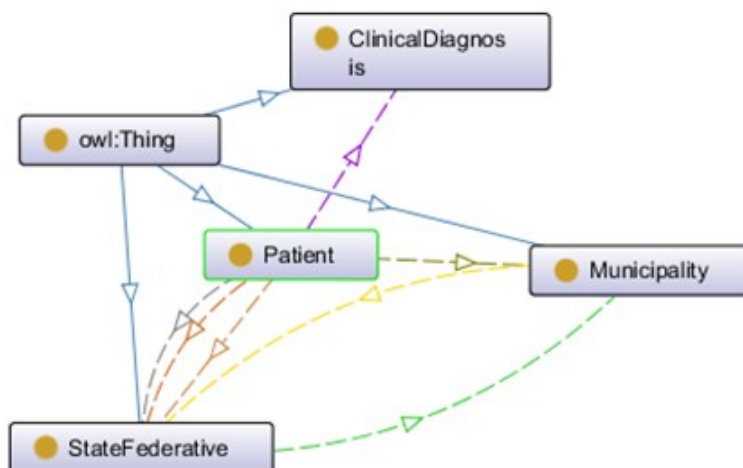 ClinicalDiagnos
is
owl:Thing
Patient
Municipality
StateFederative